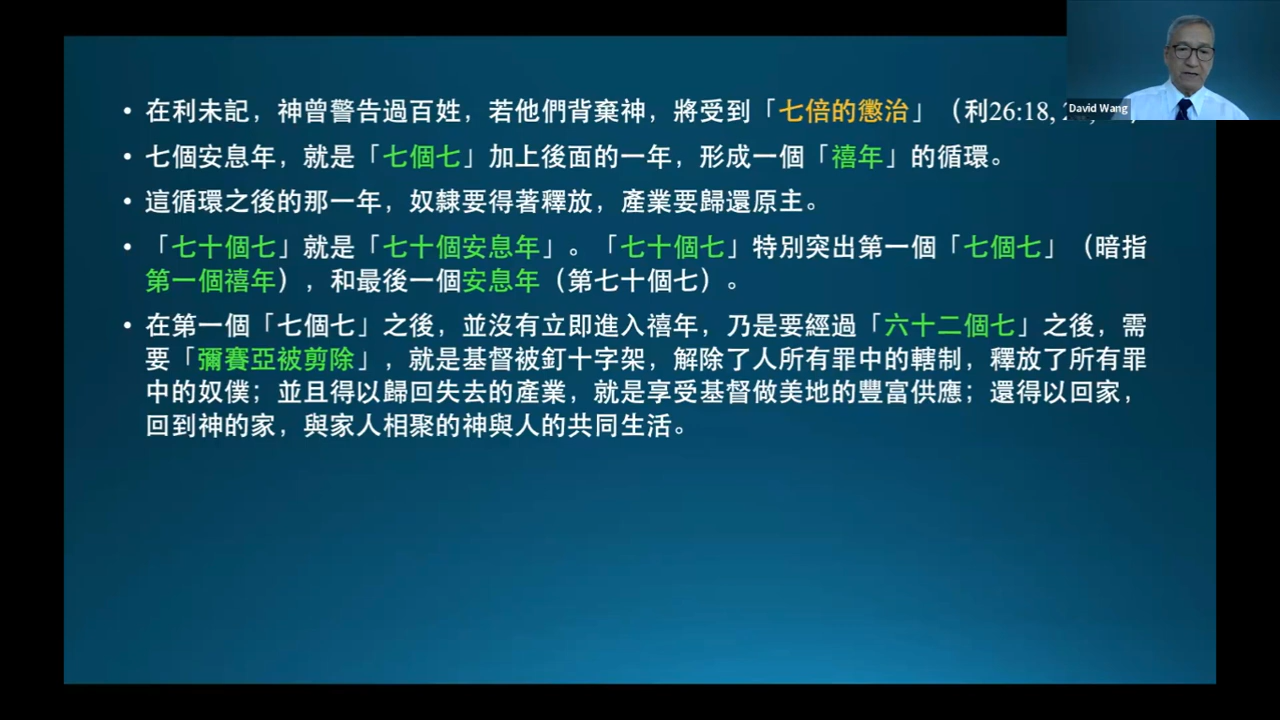 • 在利未記，神曾警告過百姓，若他們背棄神，將受到「七倍的懲治」（利26:18,
David Wang
• 七個安息年，就是「七個七」加上後面的一年，形成一個「禧年」的循環。
• 這循環之後的那一年，奴隸要得著釋放，產業要歸還原主。
• 「七十個七」就是「七十個安息年」。「七十個七」特別突出第一個「七個七」（暗指
第一個禧年），和最後一個安息年（第七十個七）。
• 在第一個「七個七」之後，並沒有立即進入禧年，乃是要經過「六十二個七」之後，需
要「彌賽亞被剪除」，就是基督被釘十字架，解除了人所有罪中的轄制，釋放了所有罪
中的奴僕；並且得以歸回失去的產業，就是享受基督做美地的豐富供應；還得以回家，
回到神的家，與家人相聚的神與人的共同生活。